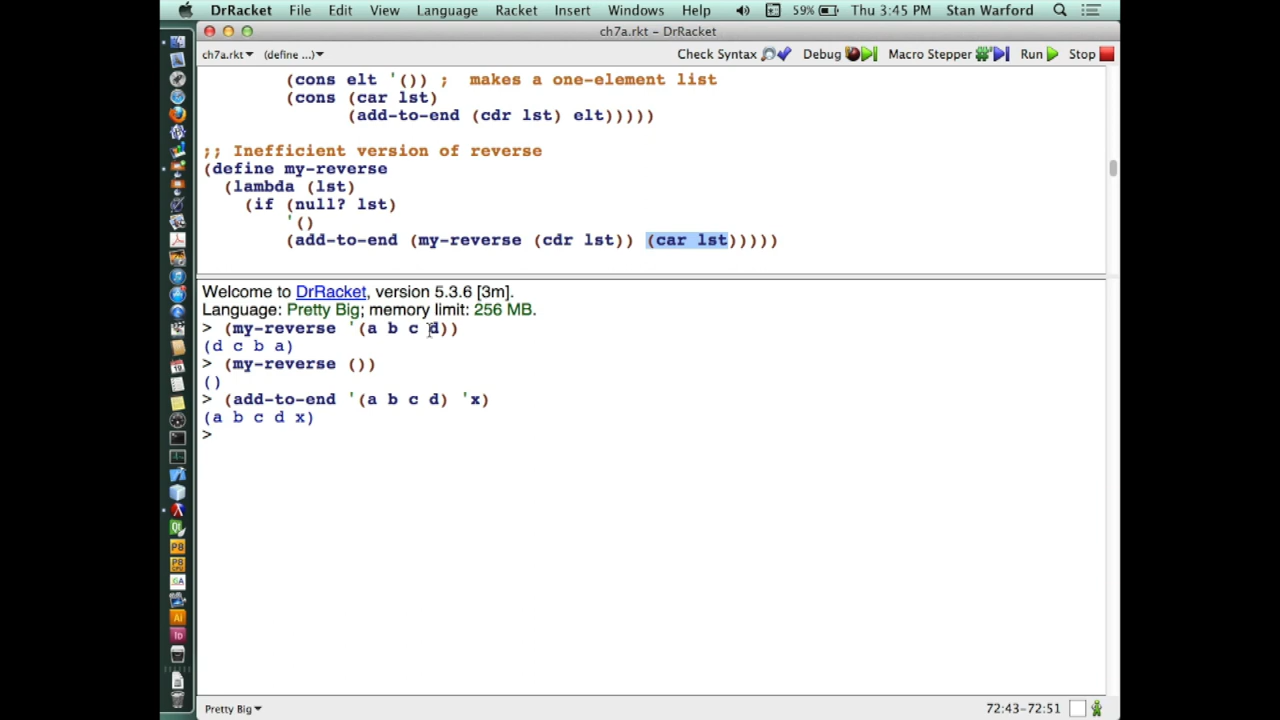 DrRacket File Edit View Language Racket Insert Windows Help 59% Thu 3:45 PM Stan Warford
ch7a.rkt – DrRacket
ch7a.rkt (define ...) Check Syntax Debug Macro Stepper Run Stop
(cons elt '()) ;  makes a one-element list
(cons (car lst)
(add-to-end (cdr lst) elt)))))
;; Inefficient version of reverse
(define my-reverse
(lambda (lst)
(if (null? lst)
'()
(add-to-end (my-reverse (cdr lst)) (car lst)))))
Welcome to DrRacket, version 5.3.6 [3m].
Language: Pretty Big; memory limit: 256 MB.
> (my-reverse '(a b c d))
(d c b a)
> (my-reverse ())
()
> (add-to-end '(a b c d) 'x)
(a b c d x)
>
Pretty Big 72:43-72:51